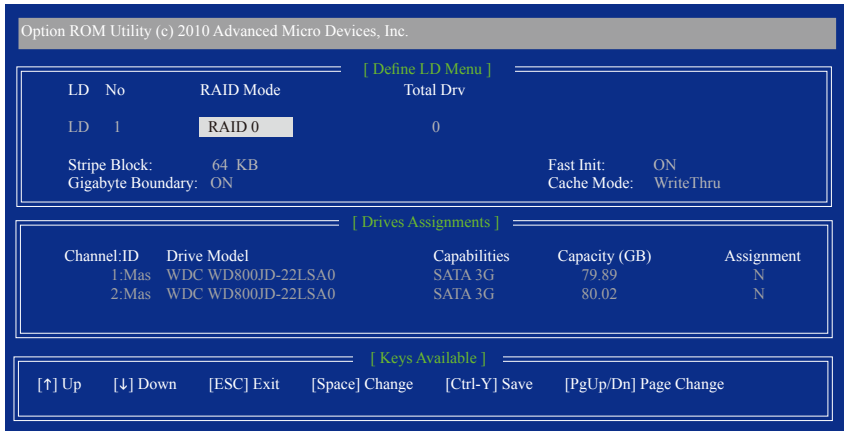 Option ROM Utility (c) 2010 Advanced Micro Devices, Inc.
[ Define LD Menu ]
LD No RAID Mode Total Drv
LD 1 RAID 0 0
Stripe Block: 64 KB Fast Init: ON
Gigabyte Boundary: ON Cache Mode: WriteThru
[ Drives Assignments ]
Channel:ID Drive Model Capabilities Capacity (GB) Assignment
1:Mas WDC WD800JD-22LSA0 SATA 3G 79.89 N
2:Mas WDC WD800JD-22LSA0 SATA 3G 80.02 N
[ Keys Available ]
[↑] Up [↓] Down [ESC] Exit [Space] Change [Ctrl-Y] Save [PgUp/Dn] Page Change